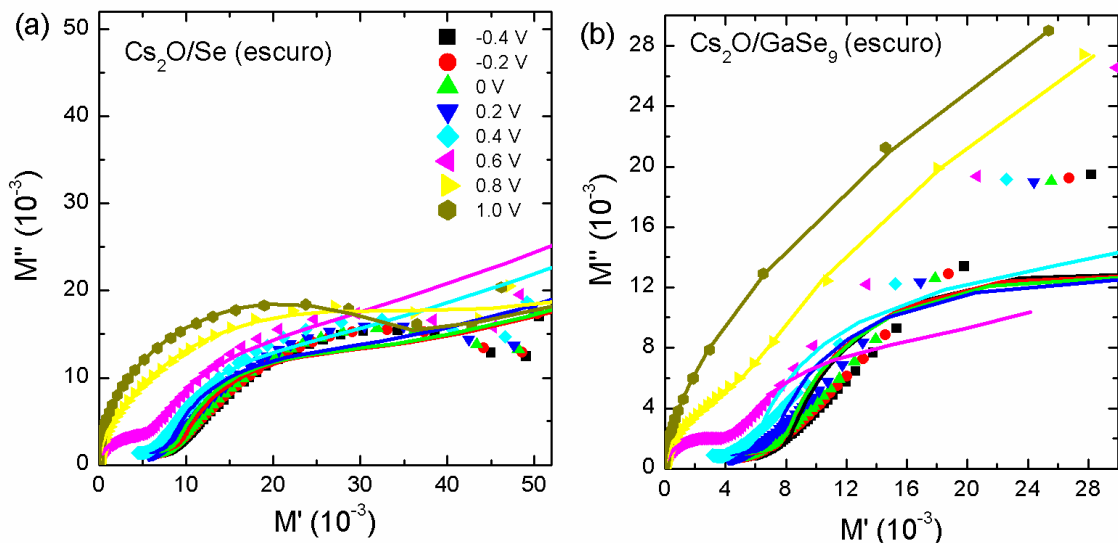 (a)
Cs₂O/Se (escuro)
-0.4 V
-0.2 V
0 V
0.2 V
0.4 V
0.6 V
0.8 V
1.0 V
50
40
30
20
10
0
M'' (10⁻³)
0 10 20 30 40 50
M' (10⁻³)
(b)
Cs₂O/GaSe₉ (escuro)
28
24
20
16
12
8
4
0
M'' (10⁻³)
0 4 8 12 16 20 24 28
M' (10⁻³)